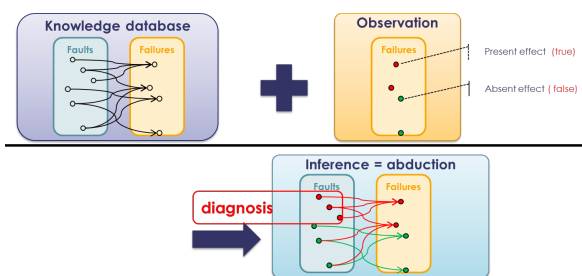 Knowledge database
Faults
Failures
Observation
Failures
Present effect (true)
Absent effect ( false)
Inference = abduction
Faults
Failures
diagnosis